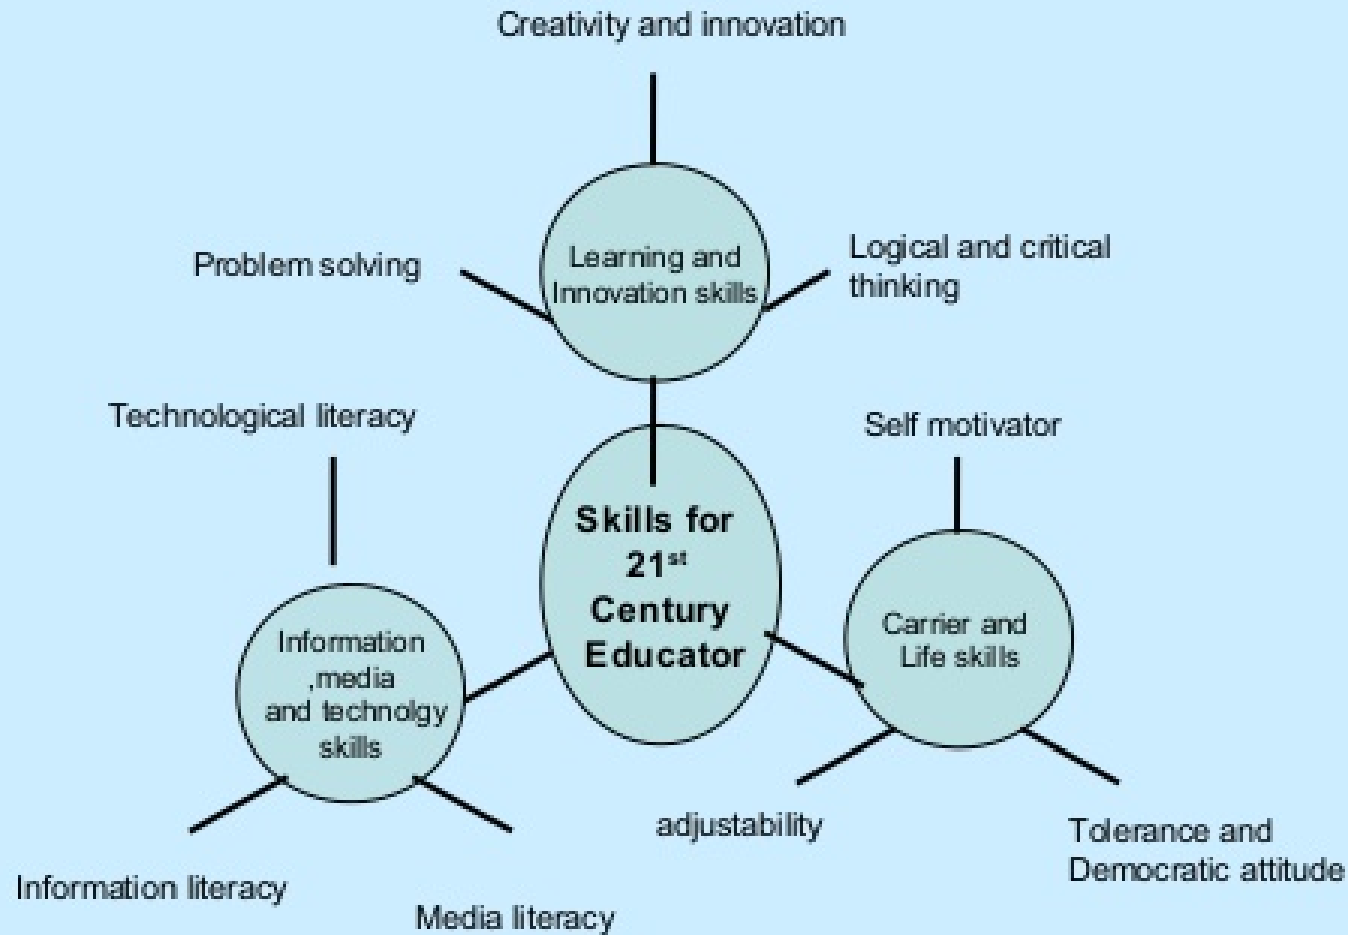 Creativity and innovation
Problem solving
Learning and
Innovation skills
Logical and critical
thinking
Technological literacy
Self motivator
Skills for
21st
Century
Educator
Information
,media
and technolgy
skills
Carrier and
Life skills
adjustability
Tolerance and
Democratic attitude
Information literacy
Media literacy